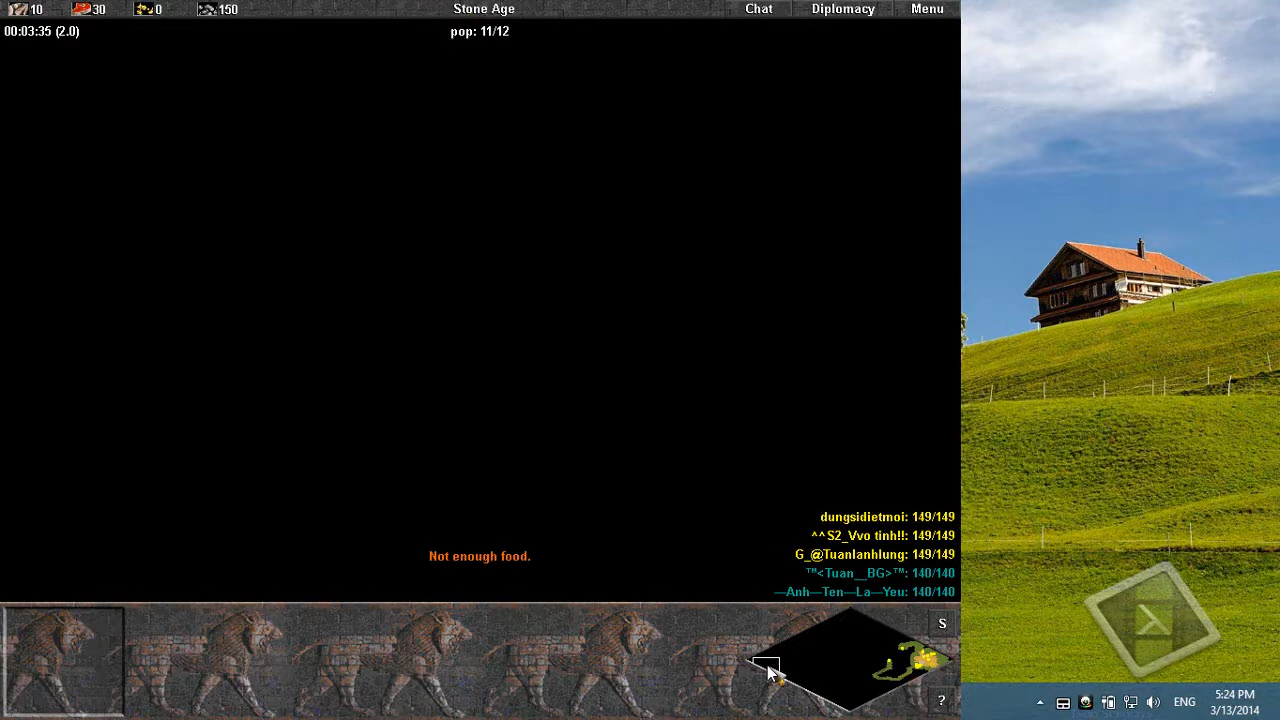 10 30 0 150 Stone Age Chat Diplomacy Menu
00:03:35 (2.0) pop: 11/12
dungsidietmoi: 149/149
^^S2_Vvo tinh!!: 149/149
Not enough food. G_@Tuanlanhlung: 149/149
™<Tuan__BG>™: 140/140
—Anh—Ten—La—Yeu: 140/140
S
?
ENG
5:24 PM
3/13/2014